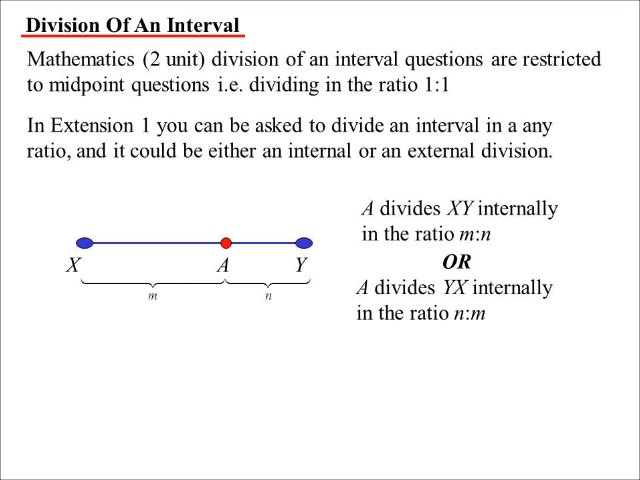 Division Of An Interval
Mathematics (2 unit) division of an interval questions are restricted
to midpoint questions i.e. dividing in the ratio 1:1
In Extension 1 you can be asked to divide an interval in a any
ratio, and it could be either an internal or an external division.
X A Y
m n
A divides XY internally
in the ratio m:n
OR
A divides YX internally
in the ratio n:m